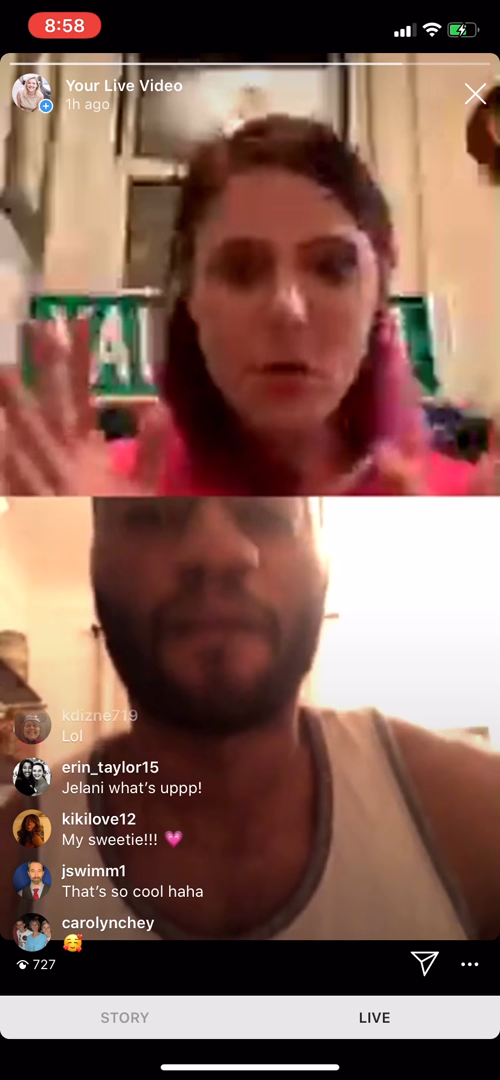 8:58
Your Live Video
1h ago
kdizne719
Lol
erin_taylor15
Jelani what's uppp!
kikilove12
My sweetie!!! 💗
jswimm1
That's so cool haha
carolynchey
🥰
727
STORY
LIVE